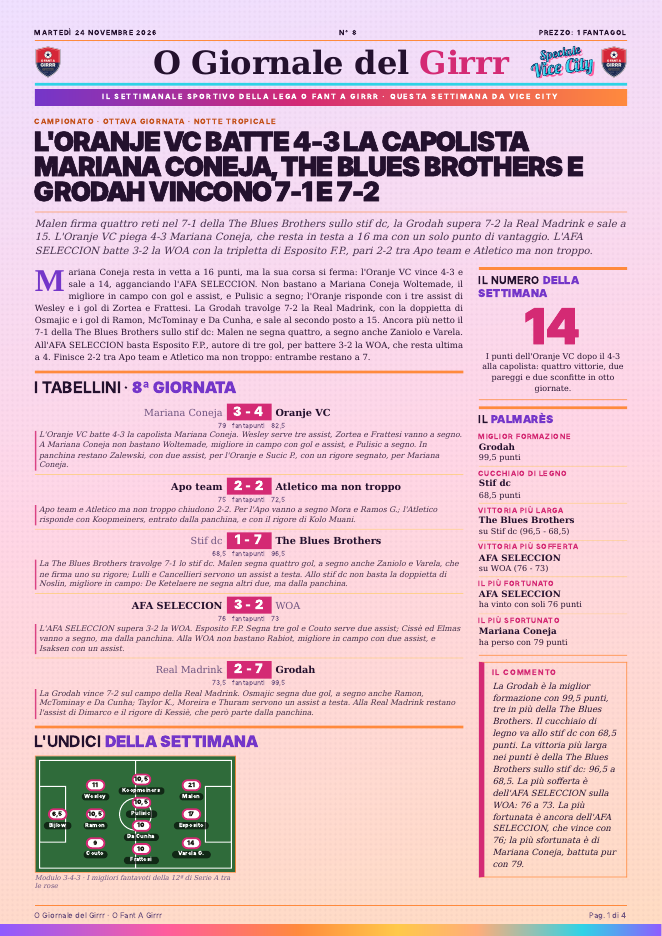 MARTEDÌ 24 NOVEMBRE 2026
N° 8
PREZZO: 1 FANTAGOL
O Giornale del Girrr
Speciale
Vice City
IL SETTIMANALE SPORTIVO DELLA LEGA O FANT A GIRRR · QUESTA SETTIMANA DA VICE CITY
CAMPIONATO · OTTAVA GIORNATA · NOTTE TROPICALE
L'ORANJE VC BATTE 4-3 LA CAPOLISTA
MARIANA CONEJA, THE BLUES BROTHERS E
GRODAH VINCONO 7-1 E 7-2
Malen firma quattro reti nel 7-1 della The Blues Brothers sullo stif dc, la Grodah supera 7-2 la Real Madrink e sale a
15. L'Oranje VC piega 4-3 Mariana Coneja, che resta in testa a 16 ma con un solo punto di vantaggio. L'AFA
SELECTION batte 3-2 la WOA con la tripletta di Esposito F.P., pari 2-2 tra Apo team e Atletico ma non troppo.
Mariana Coneja resta in vetta a 16 punti, ma la sua corsa si ferma: l'Oranje VC vince 4-3 e
sale a 14, agganciando l'AFA SELECTION. Non bastano a Mariana Coneja Woltemade,
migliore in campo con gol e assist, e Pulisic a segno; l'Oranje risponde con i tre assist di
Wesley e i gol di Zortea e Frattesi. La Grodah travolge 7-2 la Real Madrink, con la doppietta di
Osmajic e i gol di Ramon, McTominay e Da Cunha, e sale al secondo posto a 15. Ancora più netto il
7-1 della The Blues Brothers sullo stif dc: Malen ne segna quattro, a segno anche Zaniolo e Varela.
All'AFA SELECTION basta Esposito F.P., autore di tre gol, per battere 3-2 la WOA, che resta ultima
a 4. Finisce 2-2 tra Apo team e Atletico ma non troppo: entrambe restano a 7.
I TABELLINI · 8ª GIORNATA
Mariana Coneja 3 - 4 Oranje VC
79 fantapunti 82,5
L'Oranje VC batte 4-3 la capolista Mariana Coneja. Wesley serve tre assist, Zortea e Frattesi vanno a segno.
A Mariana Coneja non bastano Woltemade, migliore in campo con gol e assist, e Pulisic a segno. In
panchina restano Zalewski, con due assist, per l'Oranje e Sucic P., con un rigore segnato, per Mariana
Coneja.
Apo team 2 - 2 Atletico ma non troppo
75 fantapunti 72,5
Apo team e Atletico ma non troppo chiudono 2-2. Per l'Apo vanno a segno Mora e Ramos G.; l'Atletico
risponde con Koopmeiners, entrato dalla panchina, e con il rigore di Kolo Muani.
Stif dc 1 - 7 The Blues Brothers
68,5 fantapunti 96,5
La The Blues Brothers travolge 7-1 lo stif dc. Malen segna quattro gol, a segno anche Zaniolo e Varela, che
ne firma uno su rigore; Lulli e Cancellieri servono un assist a testa. Allo stif dc non basta la doppietta di
Noslin, migliore in campo: De Ketelaere ne segna altri due, ma dalla panchina.
AFA SELECTION 3 - 2 WOA
76 fantapunti 73
L'AFA SELECTION supera 3-2 la WOA. Esposito F.P. Segna tre gol e Couto serve due assist; Cissè ed Elmas
vanno a segno, ma dalla panchina. Alla WOA non bastano Rabiot, migliore in campo con due assist, e
Isaksen con un assist.
Real Madrink 2 - 7 Grodah
73,5 fantapunti 99,5
La Grodah vince 7-2 sul campo della Real Madrink. Osmajic segna due gol, a segno anche Ramon,
McTominay e Da Cunha; Taylor K., Moreira e Thuram servono un assist a testa. Alla Real Madrink restano
l'assist di Dimarco e il rigore di Kessiè, che però parte dalla panchina.
L'UNDICI DELLA SETTIMANA
6,5
Bijlow
11
Wesley
10,5
Ramon
9
Couto
10,5
Koopmeiners
10,5
Pulisic
10
Da Cunha
10
Frattesi
21
Malen
17
Esposito
14
Varela G.
Modulo 3-4-3 · I migliori fantavoti della 12ª di Serie A tra
le rose
IL NUMERO DELLA
SETTIMANA
14
I punti dell'Oranje VC dopo il 4-3
alla capolista: quattro vittorie, due
pareggi e due sconfitte in otto
giornate.
IL PALMARÈS
MIGLIOR FORMAZIONE
Grodah
99,5 punti
CUCCHIAIO DI LEGNO
Stif dc
68,5 punti
VITTORIA PIÙ LARGA
The Blues Brothers
su Stif dc (96,5 - 68,5)
VITTORIA PIÙ SOFFERTA
AFA SELECTION
su WOA (76 - 73)
IL PIÙ FORTUNATO
AFA SELECTION
ha vinto con soli 76 punti
IL PIÙ SFORTUNATO
Mariana Coneja
ha perso con 79 punti
IL COMMENTO
La Grodah è la miglior
formazione con 99,5 punti,
tre in più della The Blues
Brothers. Il cucchiaio di
legno va allo stif dc con 68,5
punti. La vittoria più larga
nei punti è della The Blues
Brothers sullo stif dc: 96,5 a
68,5. La più sofferta è
dell'AFA SELECTION sulla
WOA: 76 a 73. La più
fortunata è ancora dell'AFA
SELECTION, che vince con
76; la più sfortunata è di
Mariana Coneja, battuta pur
con 79.
O Giornale del Girrr · O Fant A Girrr
Pag. 1 di 4